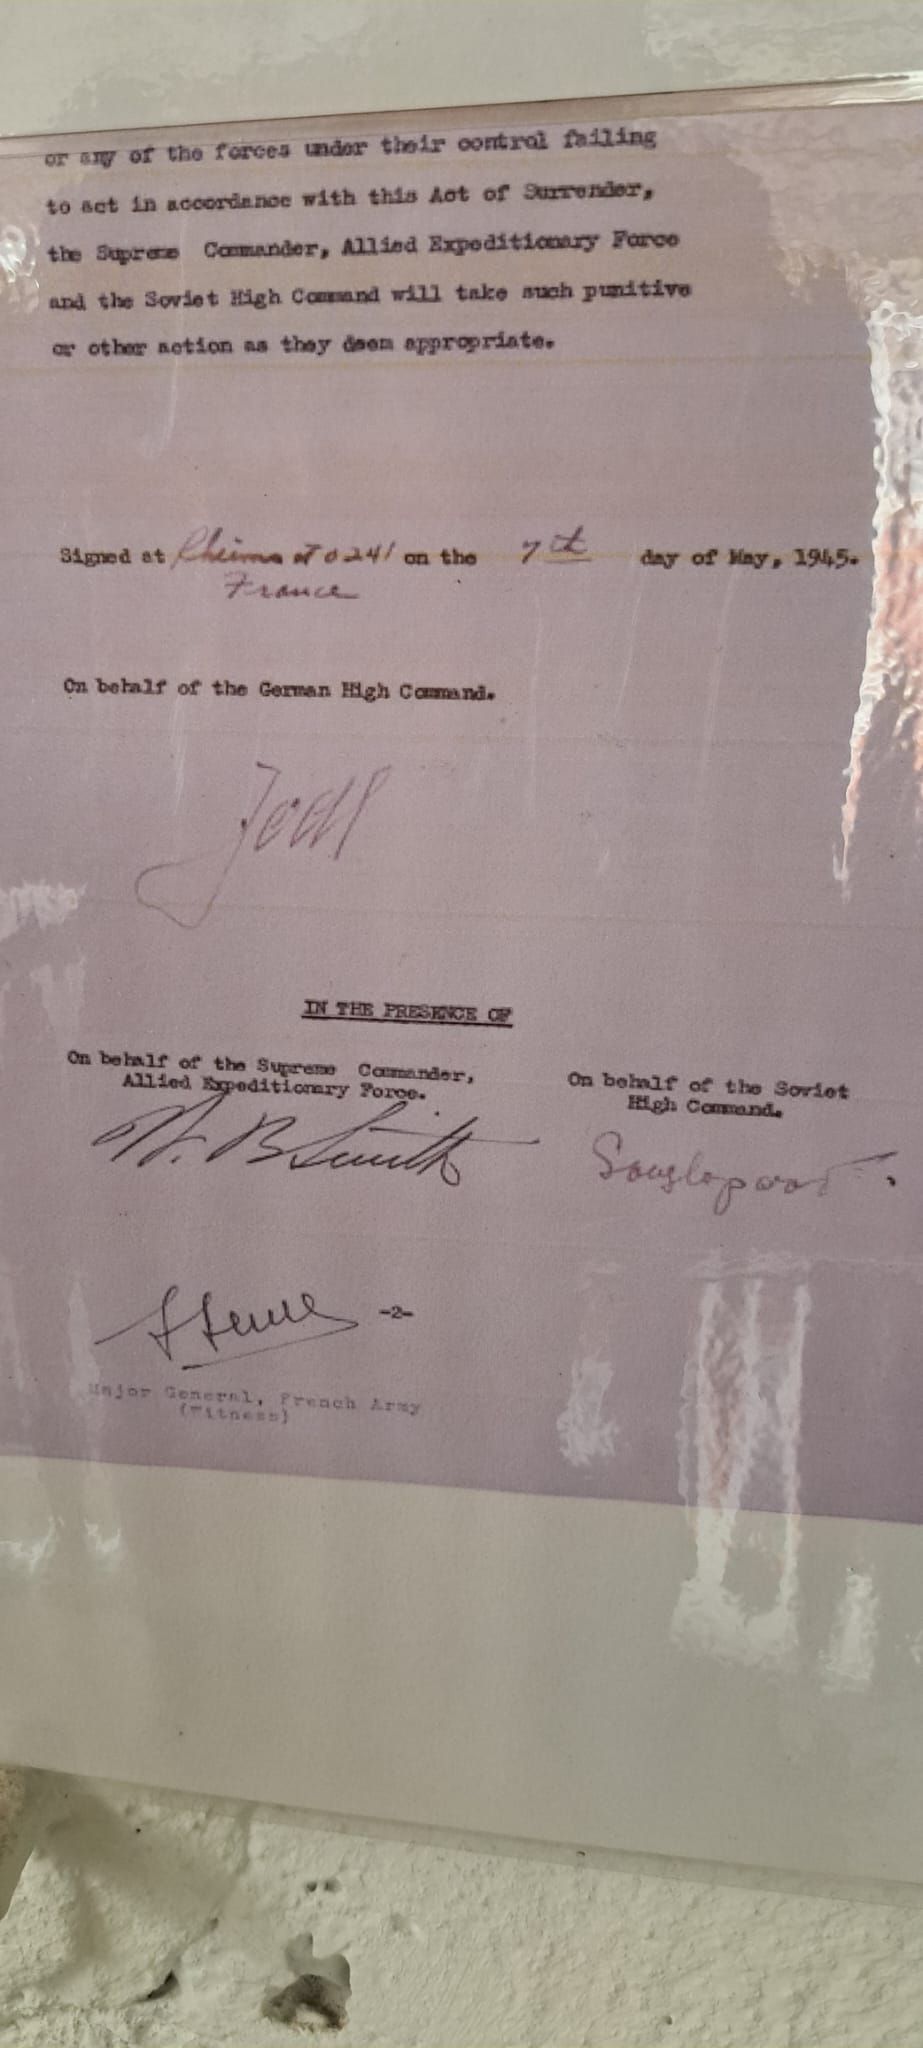 or any of the forces under their control failing
to act in accordance with this Act of Surrender,
the Supreme Commander, Allied Expeditionary Force
and the Soviet High Command will take such punitive
or other action as they deem appropriate.
Signed at Rheims at 0241 on the 7th day of May, 1945.
France
On behalf of the German High Command.
Jodl
IN THE PRESENCE OF
On behalf of the Supreme Commander,
Allied Expeditionary Force.
On behalf of the Soviet
High Command.
W. B. Smith
Souslaparov
-2-
Major General, French Army
(Witness)